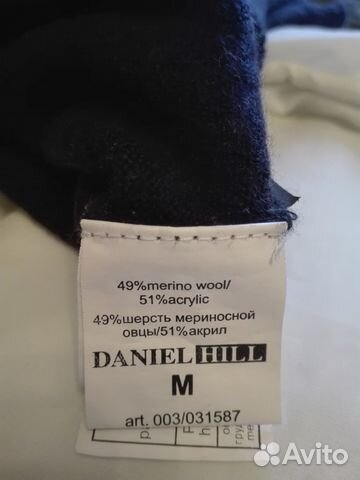 49%merino wool/
51%acrylic
49%шерсть мериносной
овцы/51%акрил
DANIEL HILL
M
art. 003/031587
Avito